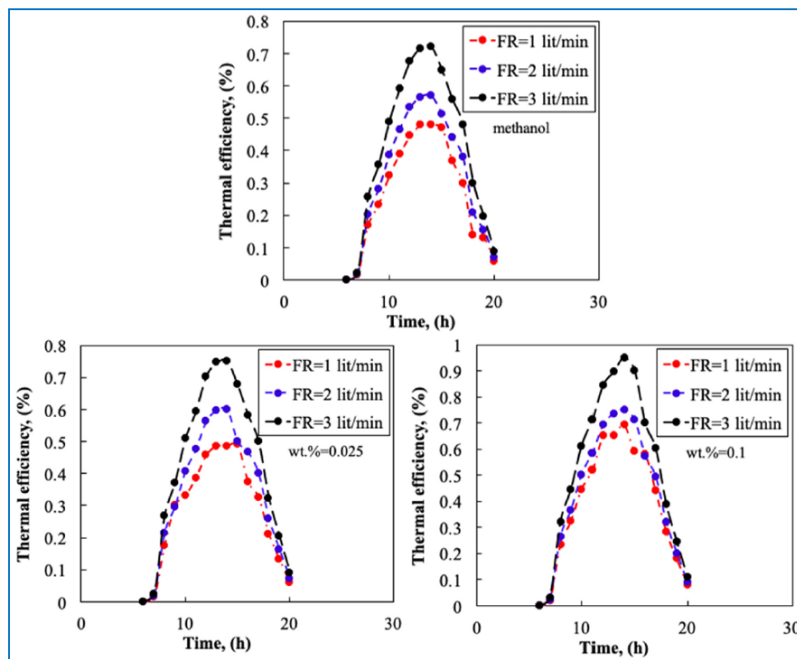 0.8
0.7
0.6
0.5
0.4
0.3
0.2
0.1
0
Thermal efficiency, (%)
FR=1 lit/min
FR=2 lit/min
FR=3 lit/min
methanol
0 10 20 30
Time, (h)
0.8
0.7
0.6
0.5
0.4
0.3
0.2
0.1
0
Thermal efficiency, (%)
FR=1 lit/min
FR=2 lit/min
FR=3 lit/min
wt.%=0.025
0 10 20 30
Time, (h)
1
0.9
0.8
0.7
0.6
0.5
0.4
0.3
0.2
0.1
0
Thermal efficiency, (%)
FR=1 lit/min
FR=2 lit/min
FR=3 lit/min
wt.%=0.1
0 10 20 30
Time, (h)